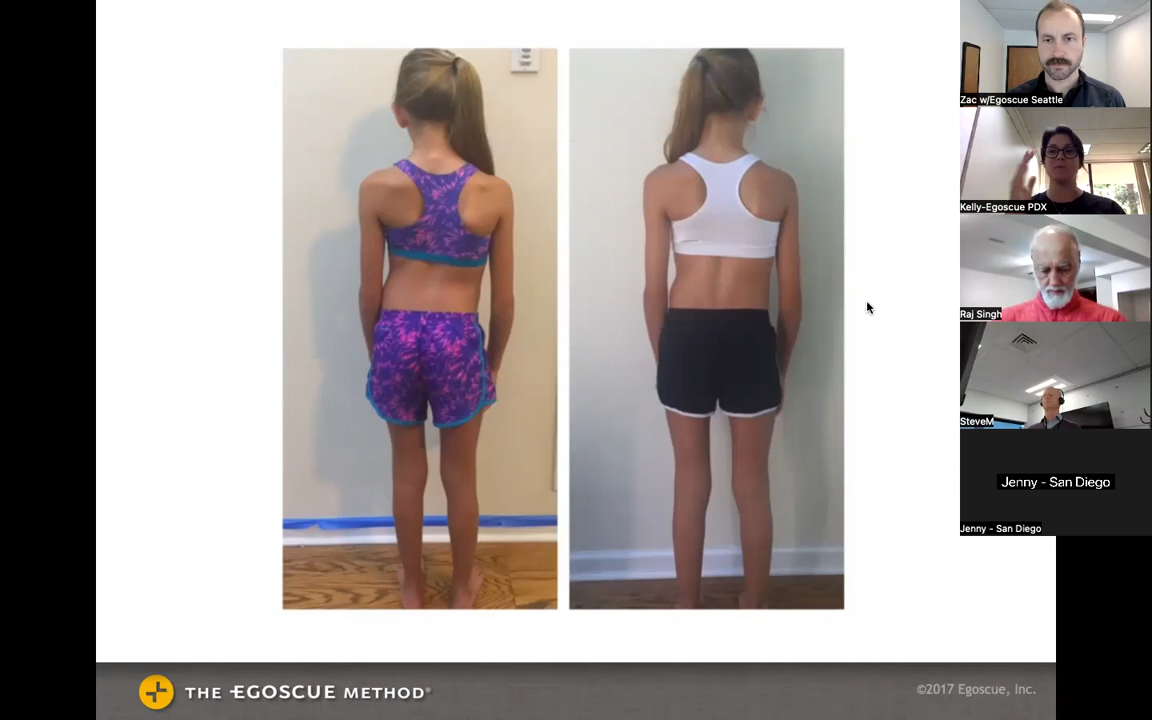 Zac w/Egoscue Seattle
Kelly-Egoscue PDX
Raj Singh
SteveM
Jenny - San Diego
Jenny - San Diego
THE EGOSCUE METHOD®
©2017 Egoscue, Inc.